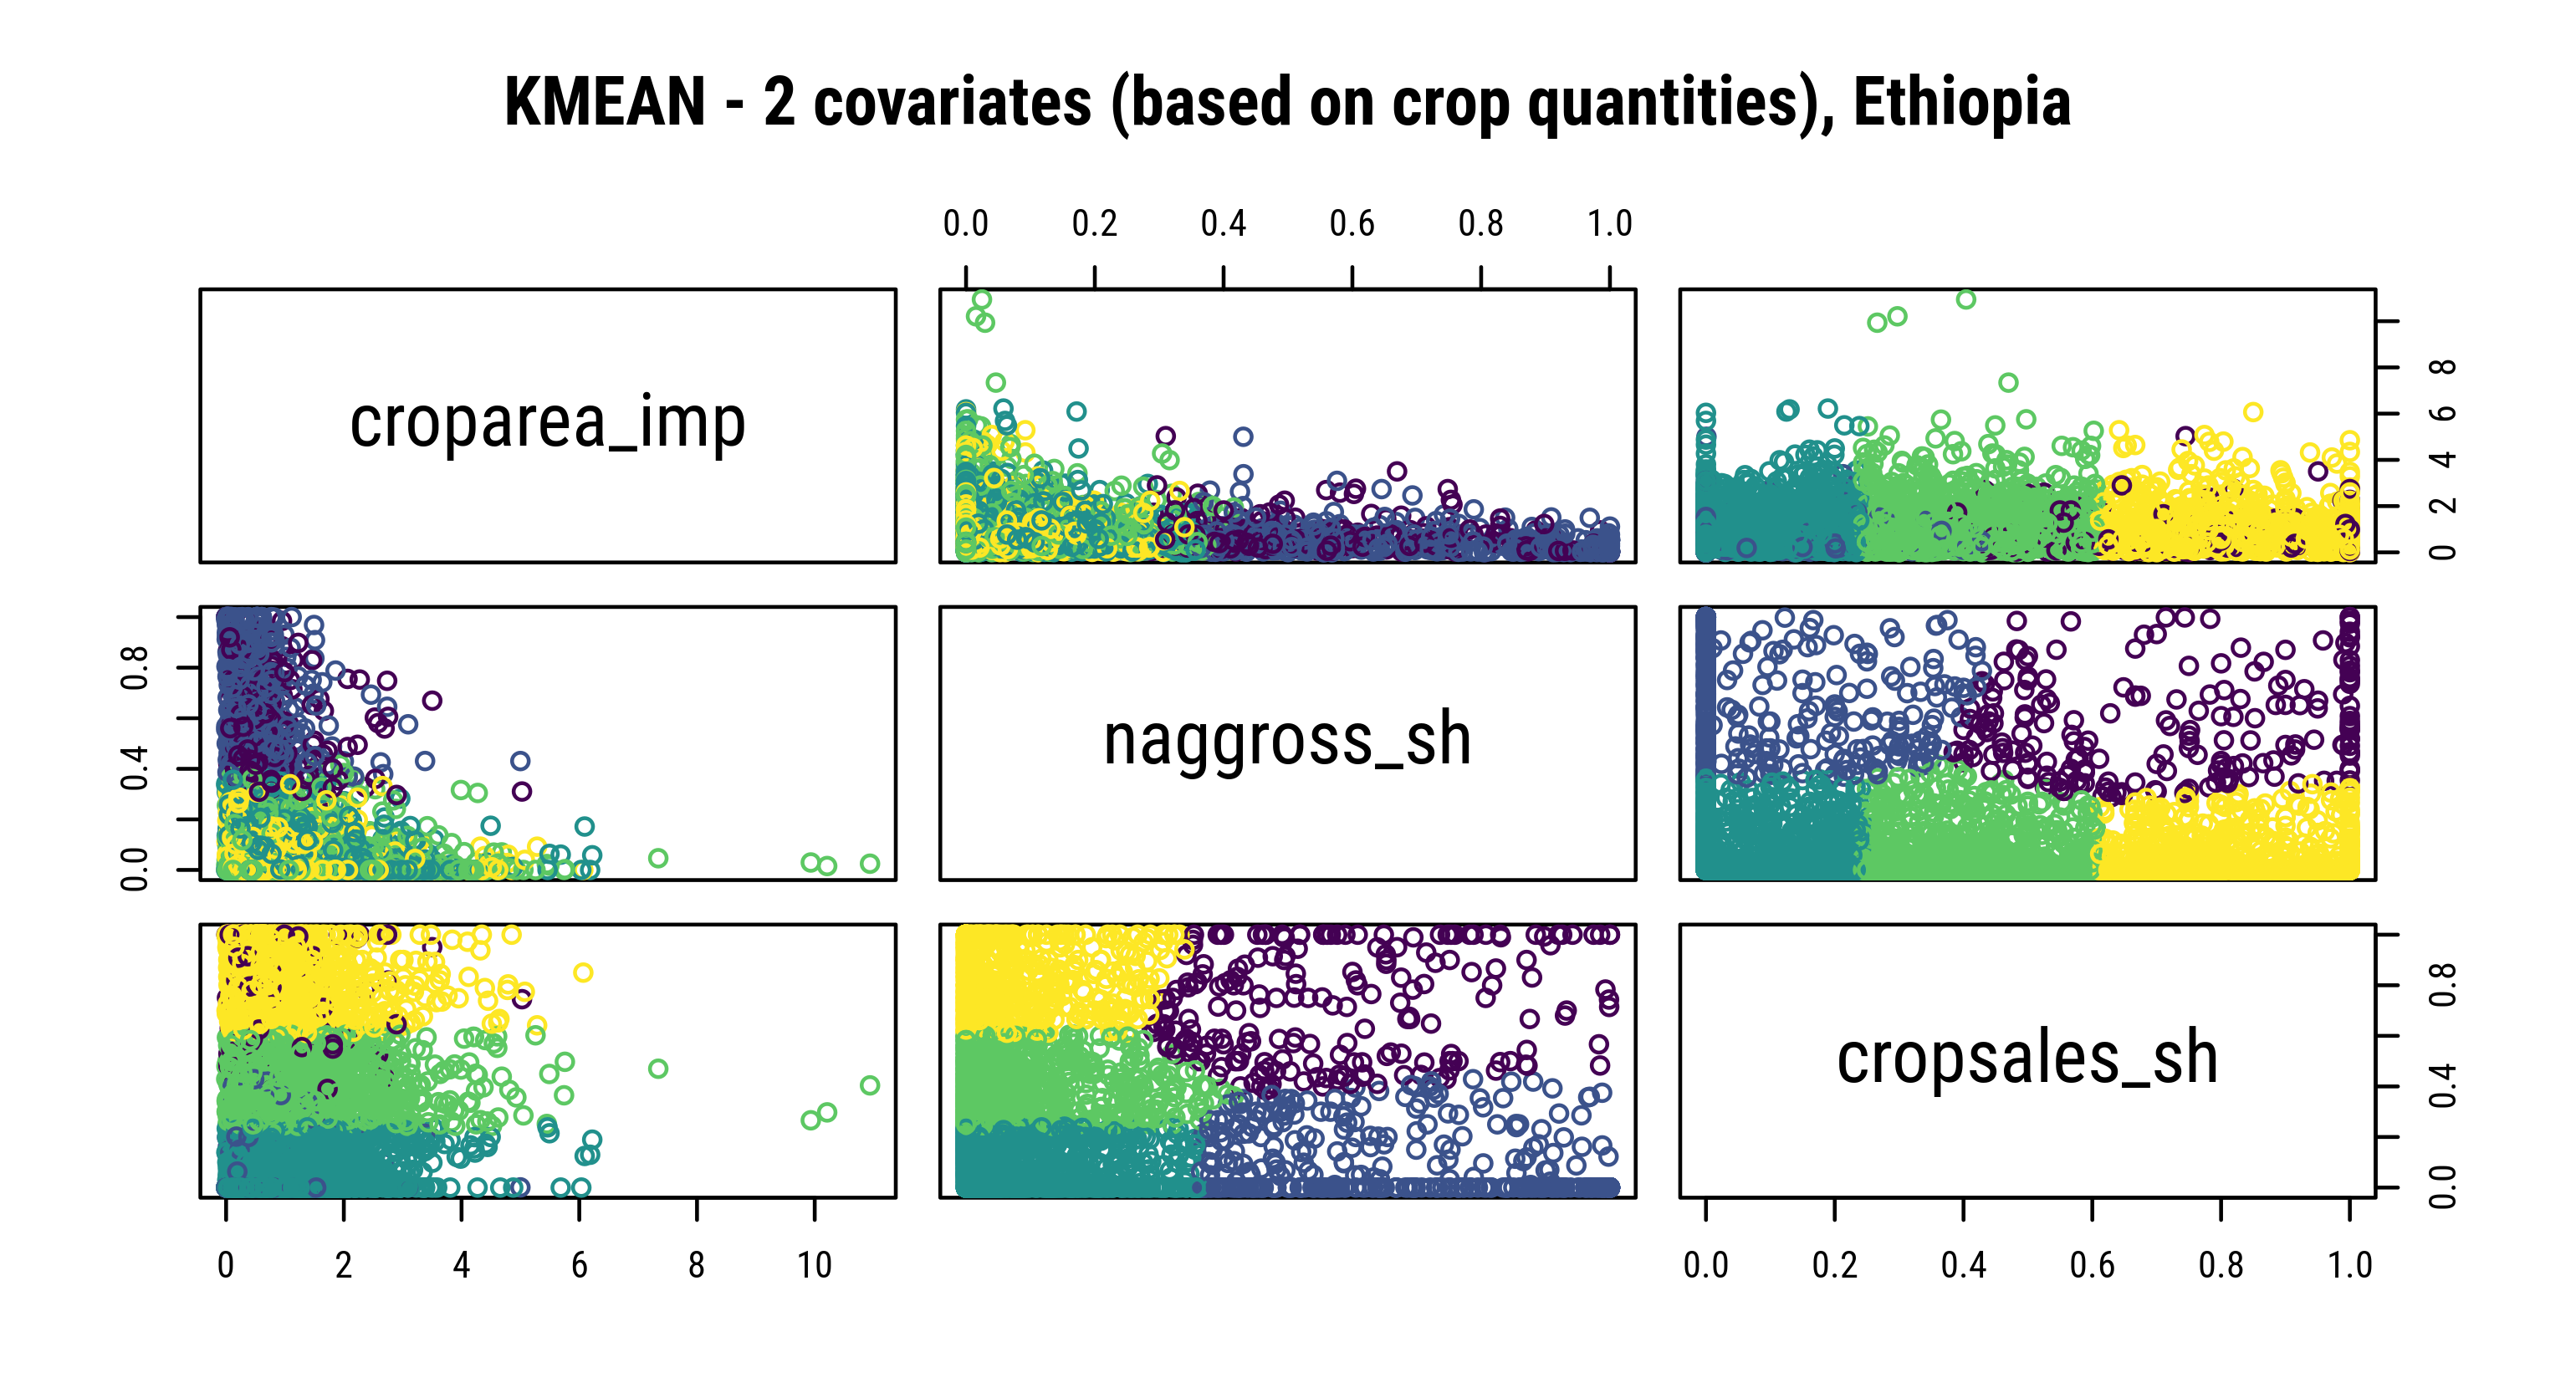 KMEAN - 2 covariates (based on crop quantities), Ethiopia
0.0 0.2 0.4 0.6 0.8 1.0
croparea_imp
0 2 4 6 8
0.0 0.4 0.8
naggross_sh
cropsales_sh
0.0 0.4 0.8
0 2 4 6 8 10
0.0 0.2 0.4 0.6 0.8 1.0